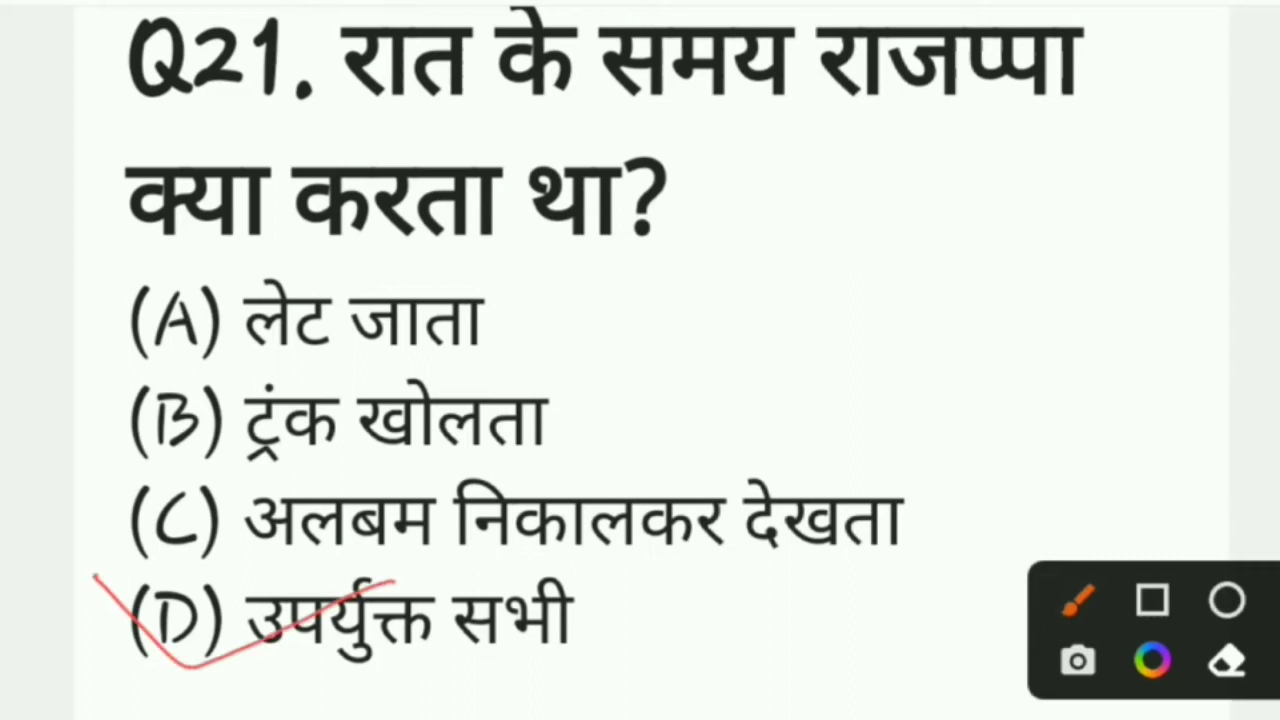 Q21. रात के समय राजप्पा
क्या करता था?
(A) लेट जाता
(B) ट्रंक खोलता
(C) अलबम निकालकर देखता
(D) उपर्युक्त सभी